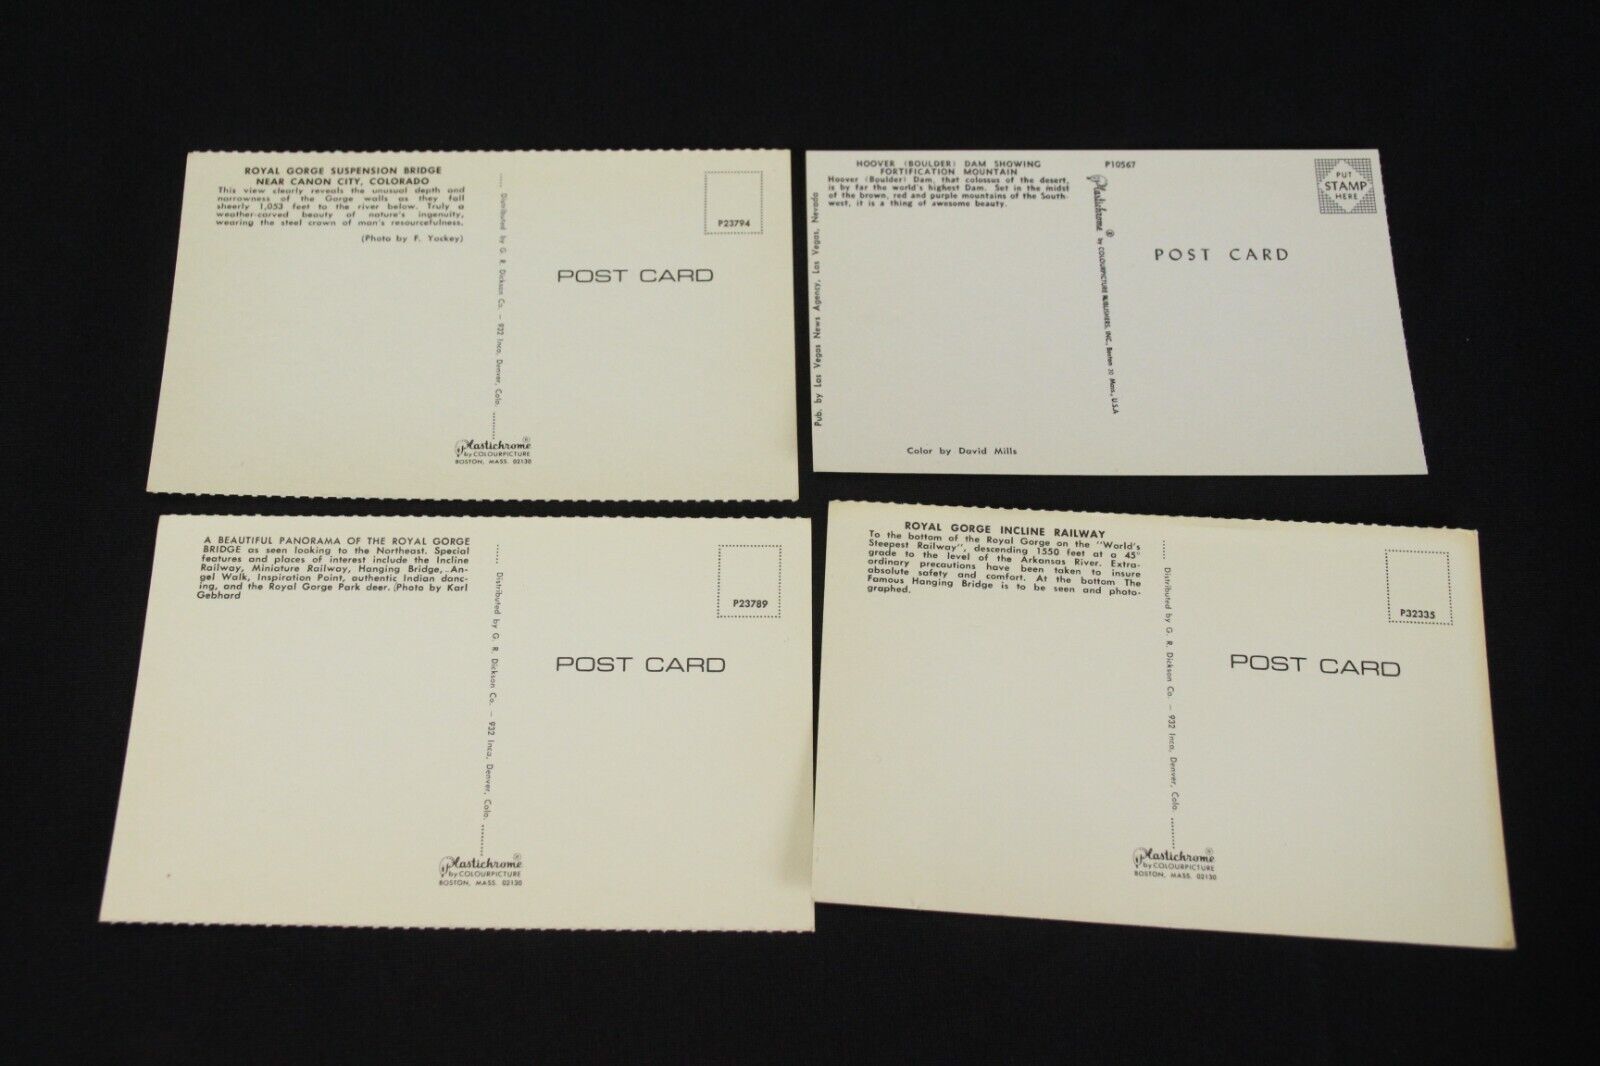 ROYAL GORGE SUSPENSION BRIDGE
NEAR CANON CITY, COLORADO
This view clearly reveals the unusual depth and
narrowness of the Gorge walls as they fall
sheerly 1,053 feet to the river below. Truly a
weather-carved beauty of nature's ingenuity,
wearing the steel crown of man's resourcefulness.
(Photo by F. Yockey)
Distributed by G. R. Dickson Co. – 932 Inca, Denver, Colo.
P23794
POST CARD
Plastichrome®
by COLOURPICTURE
BOSTON, MASS. 02130
HOOVER (BOULDER) DAM SHOWING
FORTIFICATION MOUNTAIN
Hoover (Boulder) Dam, that colossus of the desert,
is by far the world's highest Dam. Set in the midst
of the brown, red and purple mountains of the South-
west, it is a thing of awesome beauty.
Pub. by Las Vegas News Agency, Las Vegas, Nevada
P10567
Plastichrome® by COLOURPICTURE PUBLISHERS, INC., Boston 30 Mass., U.S.A
PUT
STAMP
HERE
POST CARD
Color by David Mills
A BEAUTIFUL PANORAMA OF THE ROYAL GORGE
BRIDGE as seen looking to the Northeast. Special
features and places of interest include the Incline
Railway, Miniature Railway, Hanging Bridge, An-
gel Walk, Inspiration Point, authentic Indian danc-
ing, and the Royal Gorge Park deer. (Photo by Karl
Gebhard
Distributed by G. R. Dickson Co. – 932 Inca, Denver, Colo.
P23789
POST CARD
Plastichrome®
by COLOURPICTURE
BOSTON, MASS. 02130
ROYAL GORGE INCLINE RAILWAY
To the bottom of the Royal Gorge on the "World's
Steepest Railway", descending 1550 feet at a 45°
grade to the level of the Arkansas River. Extra-
ordinary precautions have been taken to insure
absolute safety and comfort. At the bottom The
Famous Hanging Bridge is to be seen and photo-
graphed.
Distributed by G. R. Dickson Co. – 932 Inca, Denver, Colo.
P32335
POST CARD
Plastichrome®
by COLOURPICTURE
BOSTON, MASS. 02130